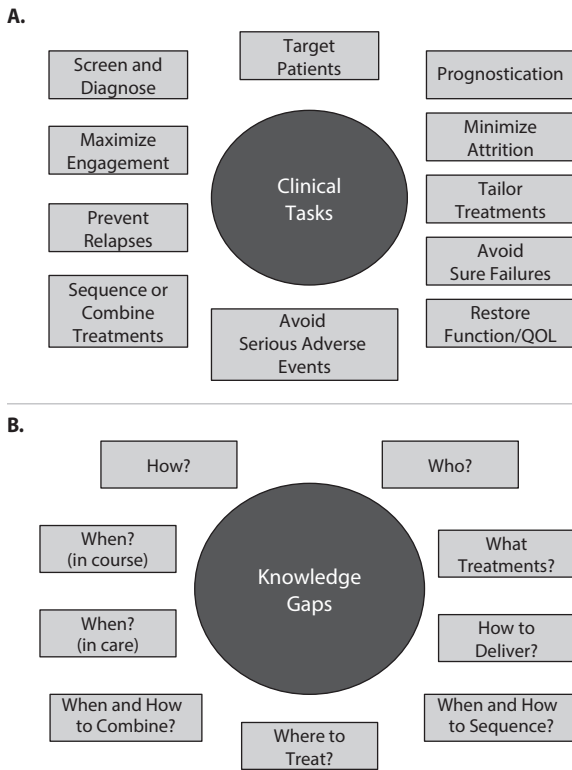 A.
Target
Patients
Screen and
Diagnose
Prognostication
Maximize
Engagement
Minimize
Attrition
Clinical
Tasks
Prevent
Relapses
Tailor
Treatments
Avoid
Sure Failures
Sequence or
Combine
Treatments
Avoid
Serious Adverse
Events
Restore
Function/QOL
B.
How?
Who?
When?
(in course)
What
Treatments?
Knowledge
Gaps
When?
(in care)
How to
Deliver?
When and How
to Combine?
Where to
Treat?
When and How
to Sequence?